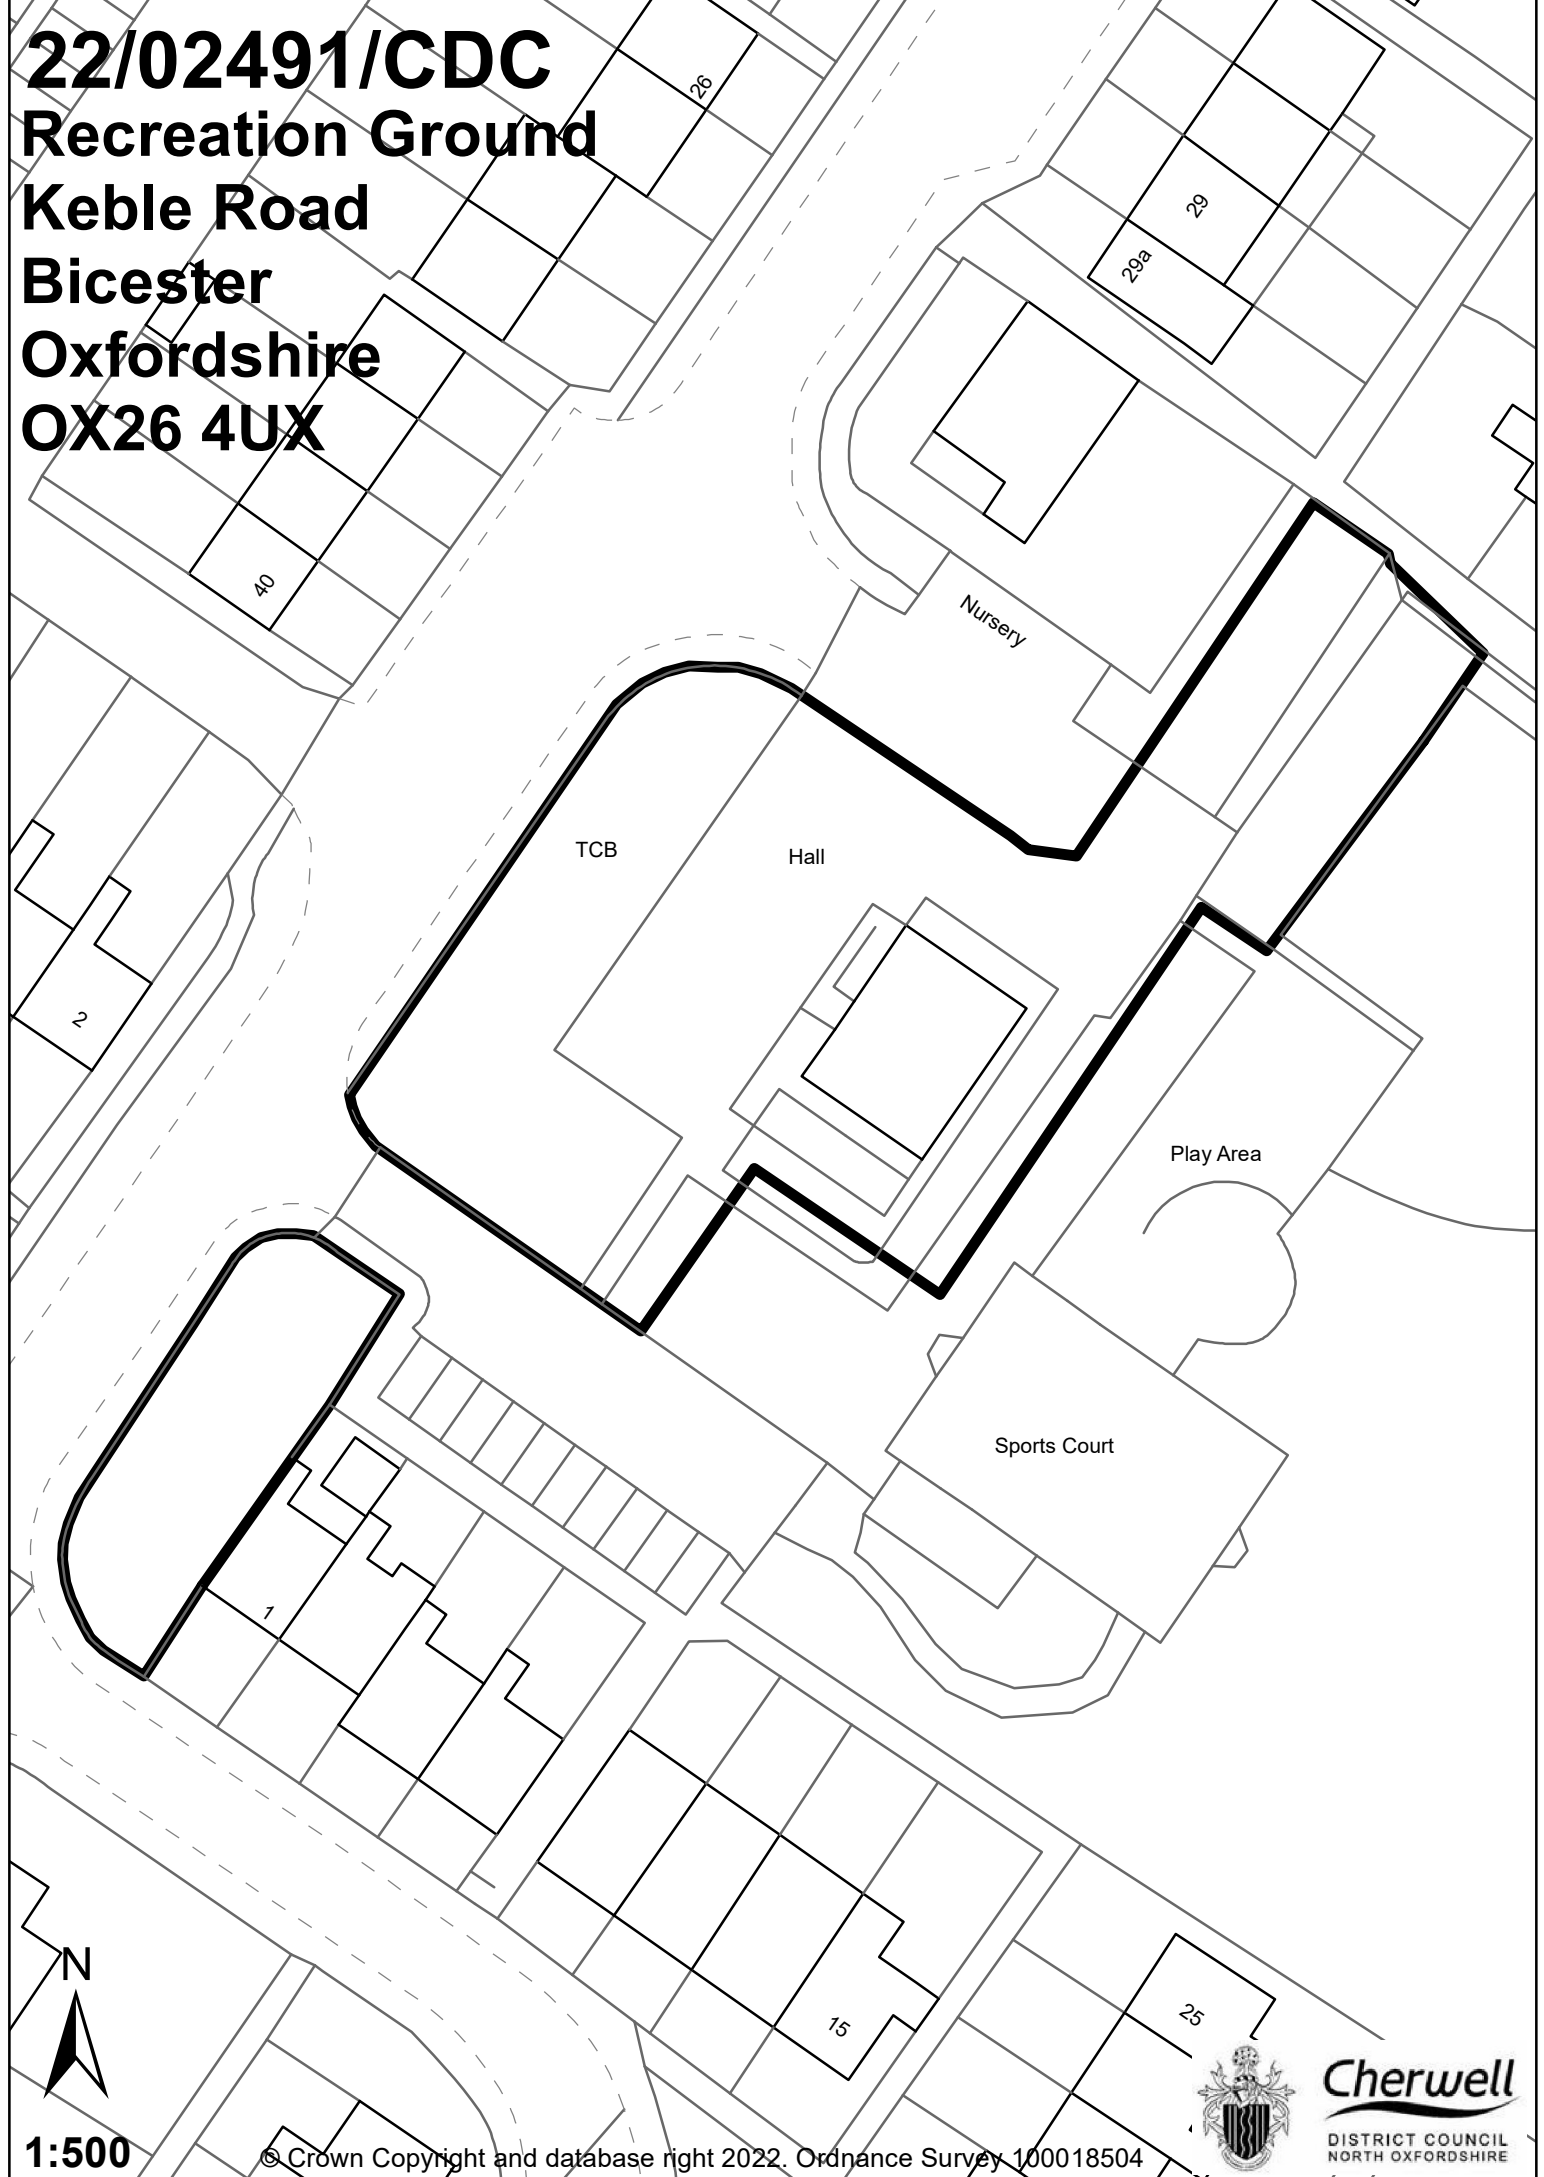 22/02491/CDC
Recreation Ground
Keble Road
Bicester
Oxfordshire
OX26 4UX
26
29
29a
40
Nursery
TCB
Hall
2
Play Area
Sports Court
1
15
25
N
1:500
© Crown Copyright and database right 2022. Ordnance Survey 100018504
Cherwell
DISTRICT COUNCIL
NORTH OXFORDSHIRE